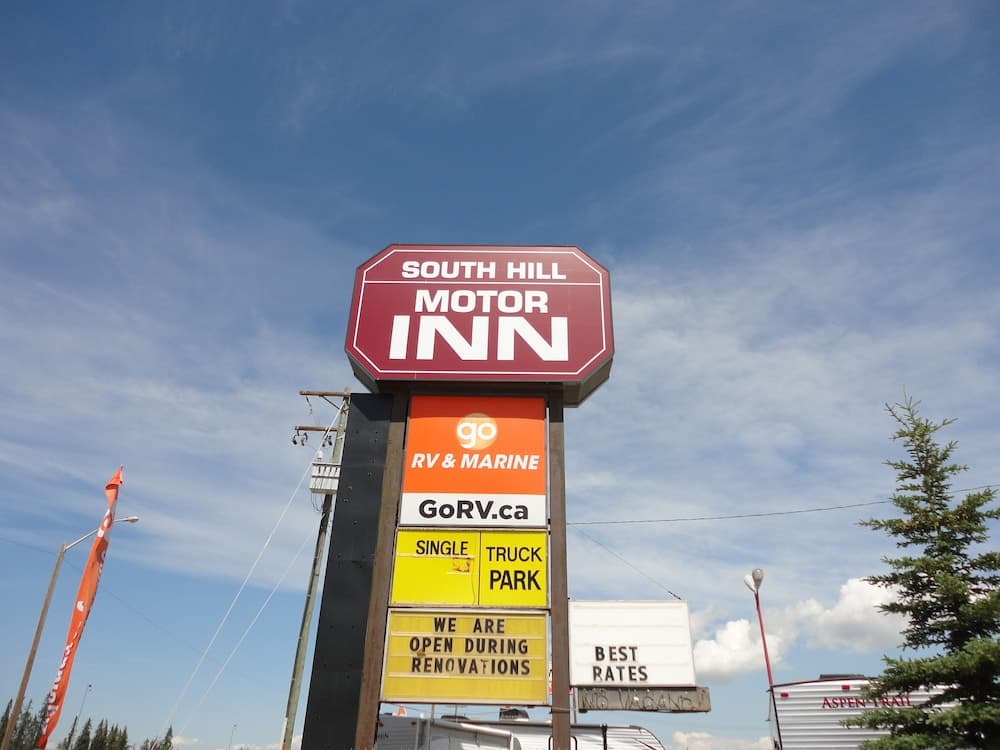 SOUTH HILL
MOTOR
INN
go
RV & MARINE
GoRV.ca
SINGLE
TRUCK
PARK
WE ARE
OPEN DURING
RENOVATIONS
BEST
RATES
NO VACANCY
ASPEN TRAIL